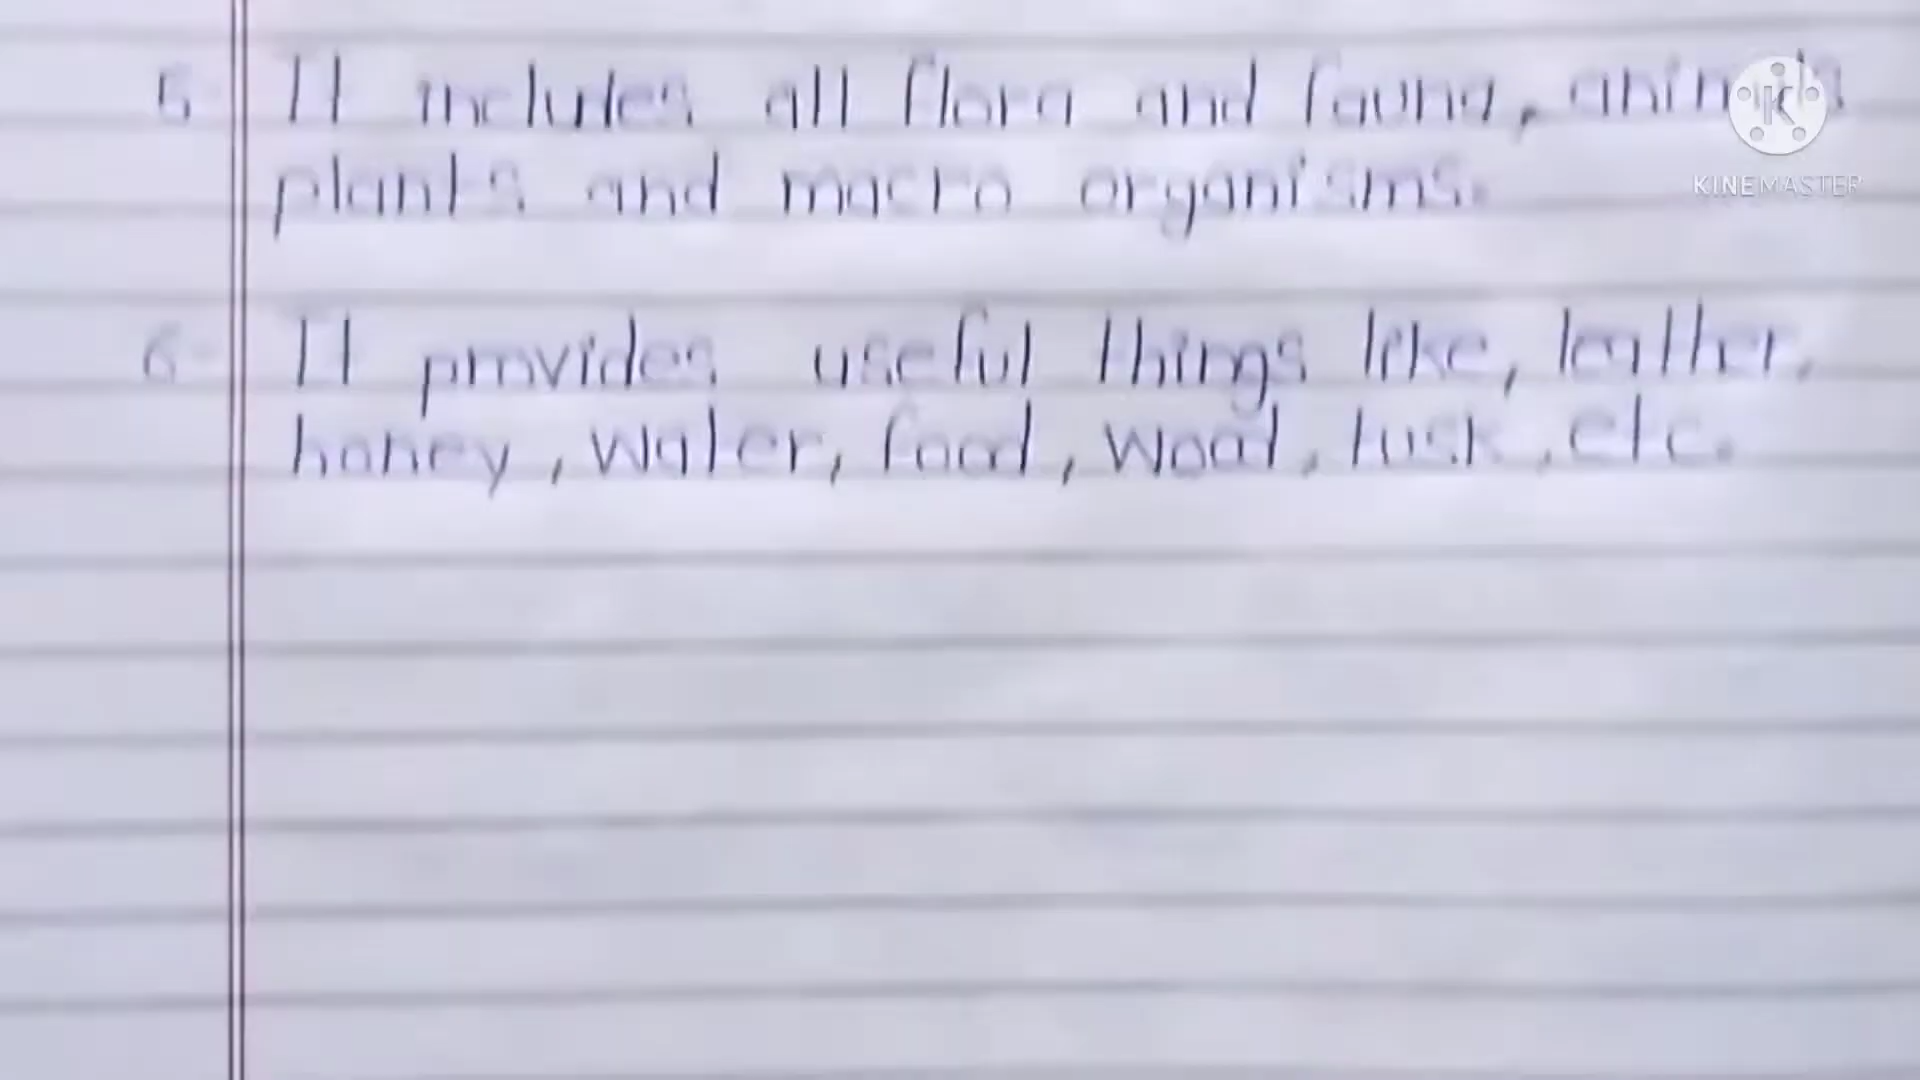 5- It includes all flora and fauna, animals
plants and macro organisms.
6- It provides useful things like, leather,
honey, water, food, wool, tusk, etc.
KINEMASTER